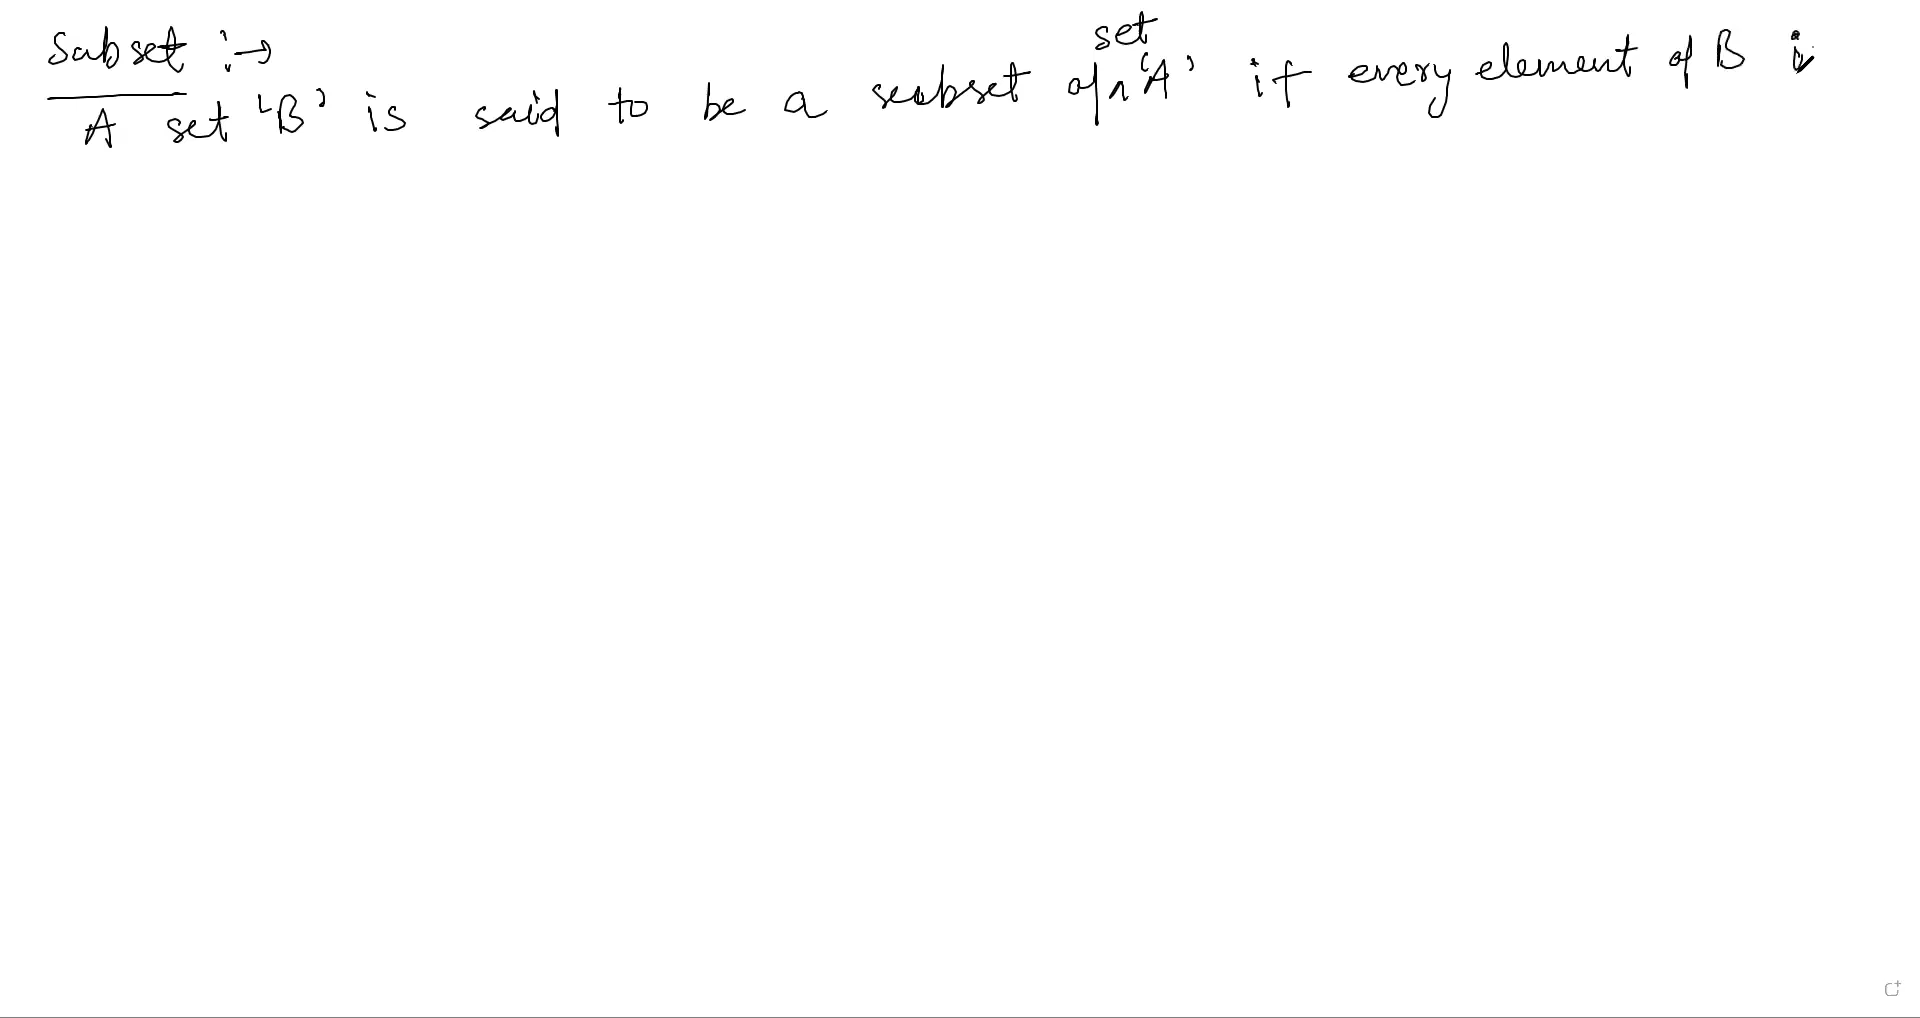 Subset :→
A set 'B' is said to be a subset of set 'A' if every element of B i